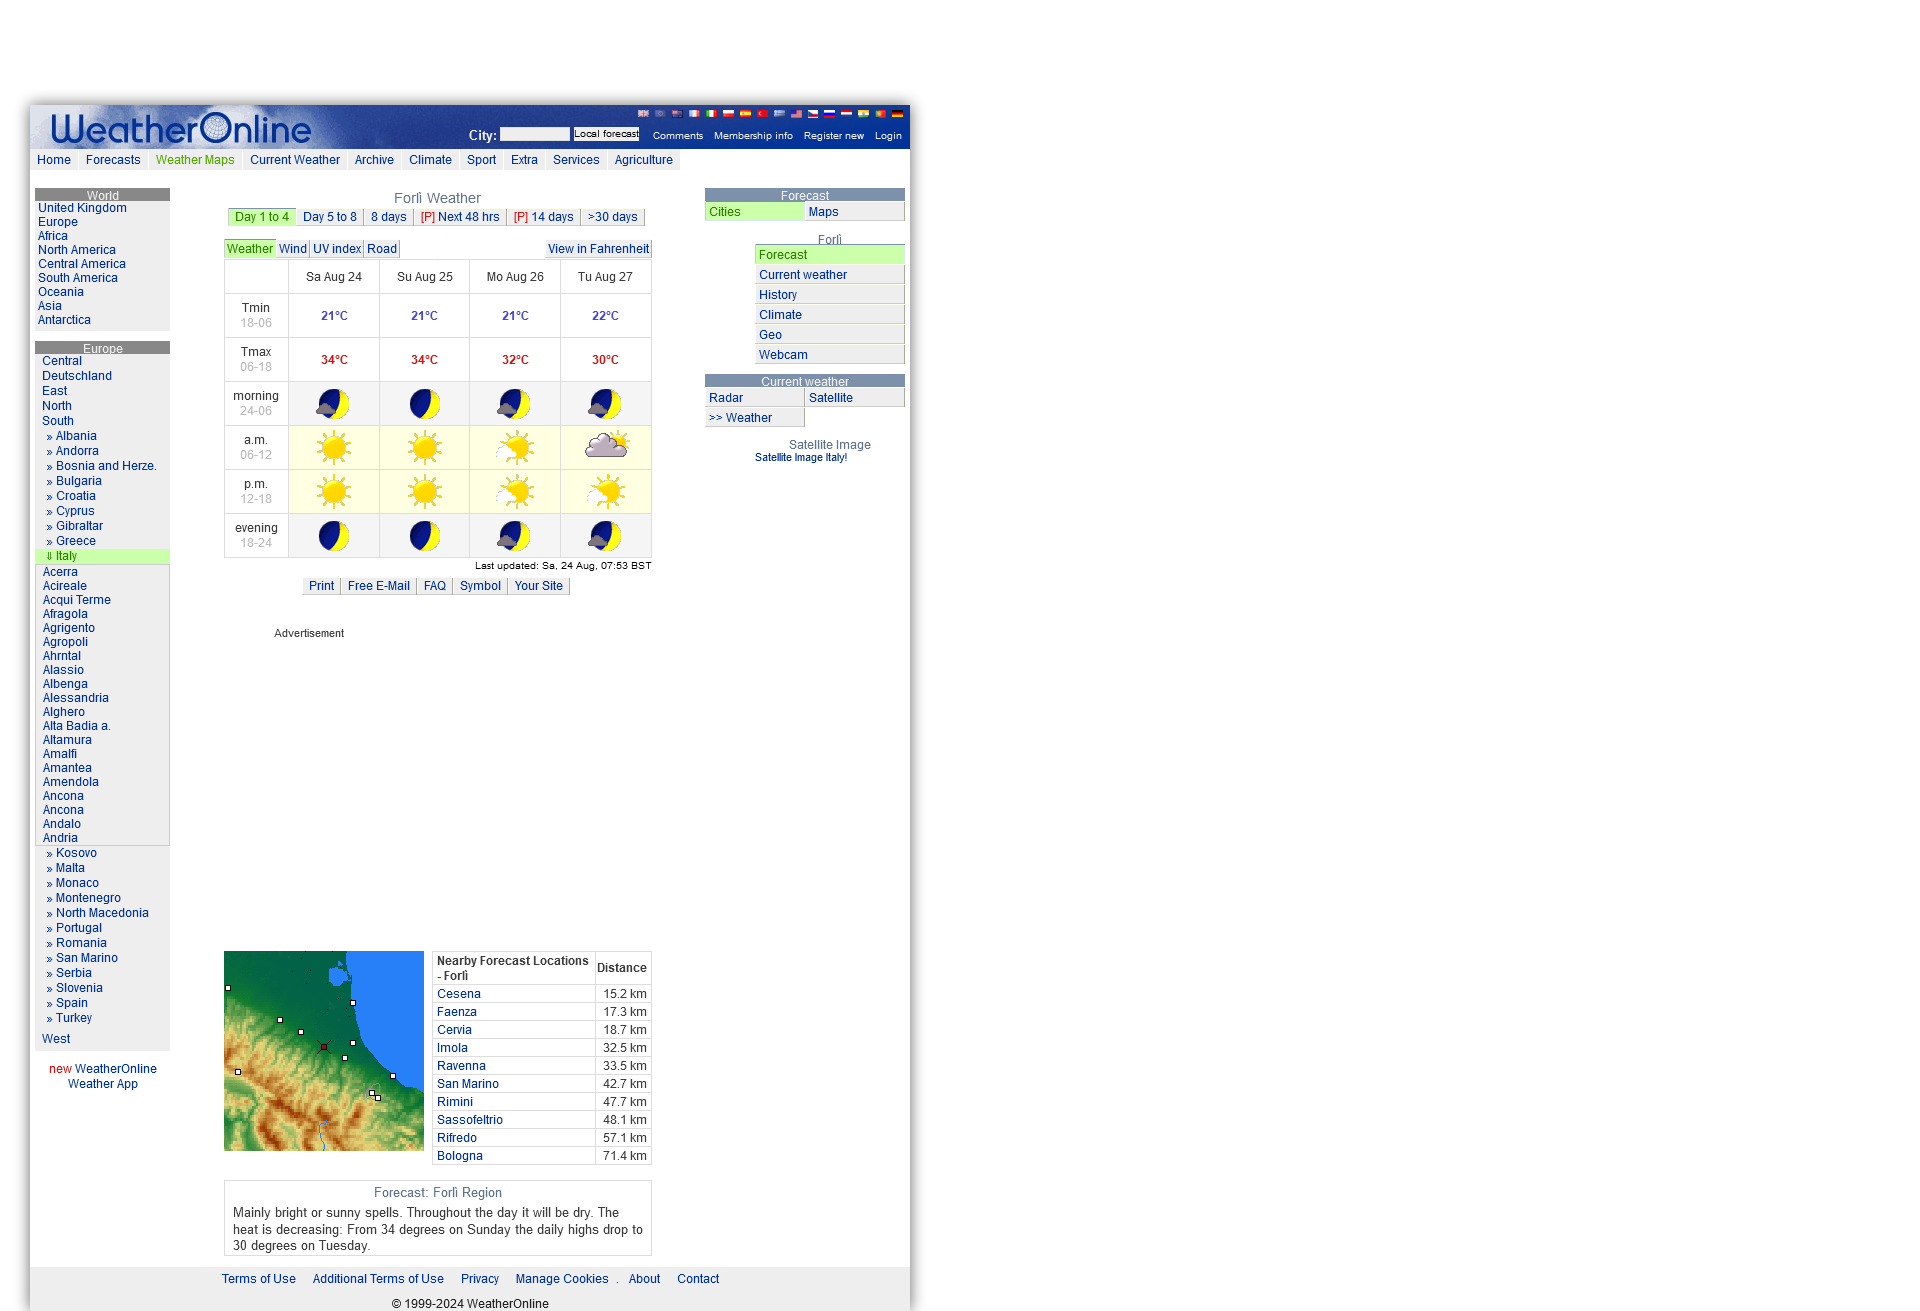 WeatherOnline
City: Local forecast Comments Membership info Register new Login
Home Forecasts Weather Maps Current Weather Archive Climate Sport Extra Services Agriculture
World
United Kingdom
Europe
Africa
North America
Central America
South America
Oceania
Asia
Antarctica
Europe
Central
Deutschland
East
North
South
» Albania
» Andorra
» Bosnia and Herze.
» Bulgaria
» Croatia
» Cyprus
» Gibraltar
» Greece
⇓ Italy
Acerra
Acireale
Acqui Terme
Afragola
Agrigento
Agropoli
Ahrntal
Alassio
Albenga
Alessandria
Alghero
Alta Badia a.
Altamura
Amalfi
Amantea
Amendola
Ancona
Ancona
Andalo
Andria
» Kosovo
» Malta
» Monaco
» Montenegro
» North Macedonia
» Portugal
» Romania
» San Marino
» Serbia
» Slovenia
» Spain
» Turkey
West
new WeatherOnline
Weather App
Forlì Weather
Day 1 to 4 Day 5 to 8 8 days [P] Next 48 hrs [P] 14 days >30 days
Weather Wind UV index Road View in Fahrenheit
Sa Aug 24 Su Aug 25 Mo Aug 26 Tu Aug 27
Tmin
18-06
21°C 21°C 21°C 22°C
Tmax
06-18
34°C 34°C 32°C 30°C
morning
24-06
a.m.
06-12
p.m.
12-18
evening
18-24
Last updated: Sa, 24 Aug, 07:53 BST
Print Free E-Mail FAQ Symbol Your Site
Advertisement
Nearby Forecast Locations
- Forlì
Distance
Cesena 15.2 km
Faenza 17.3 km
Cervia 18.7 km
Imola 32.5 km
Ravenna 33.5 km
San Marino 42.7 km
Rimini 47.7 km
Sassofeltrio 48.1 km
Rifredo 57.1 km
Bologna 71.4 km
Forecast: Forlì Region
Mainly bright or sunny spells. Throughout the day it will be dry. The
heat is decreasing: From 34 degrees on Sunday the daily highs drop to
30 degrees on Tuesday.
Forecast
Cities Maps
Forlì
Forecast
Current weather
History
Climate
Geo
Webcam
Current weather
Radar Satellite
>> Weather
Satellite Image
Satellite Image Italy!
Terms of Use Additional Terms of Use Privacy Manage Cookies . About Contact
© 1999-2024 WeatherOnline